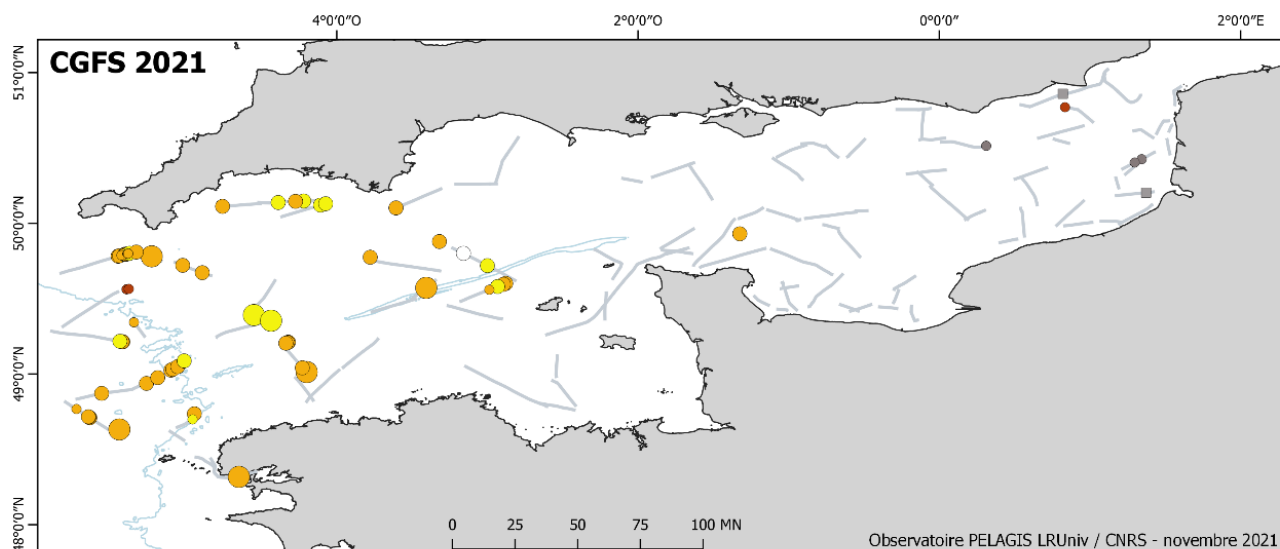 4°0'0"O 2°0'0"O 0°0'0" 2°0'0"E
CGFS 2021
51°0'0"N
50°0'0"N
49°0'0"N
48°0'0"N
0 25 50 75 100 MN
Observatoire PELAGIS LRUniv / CNRS - novembre 2021